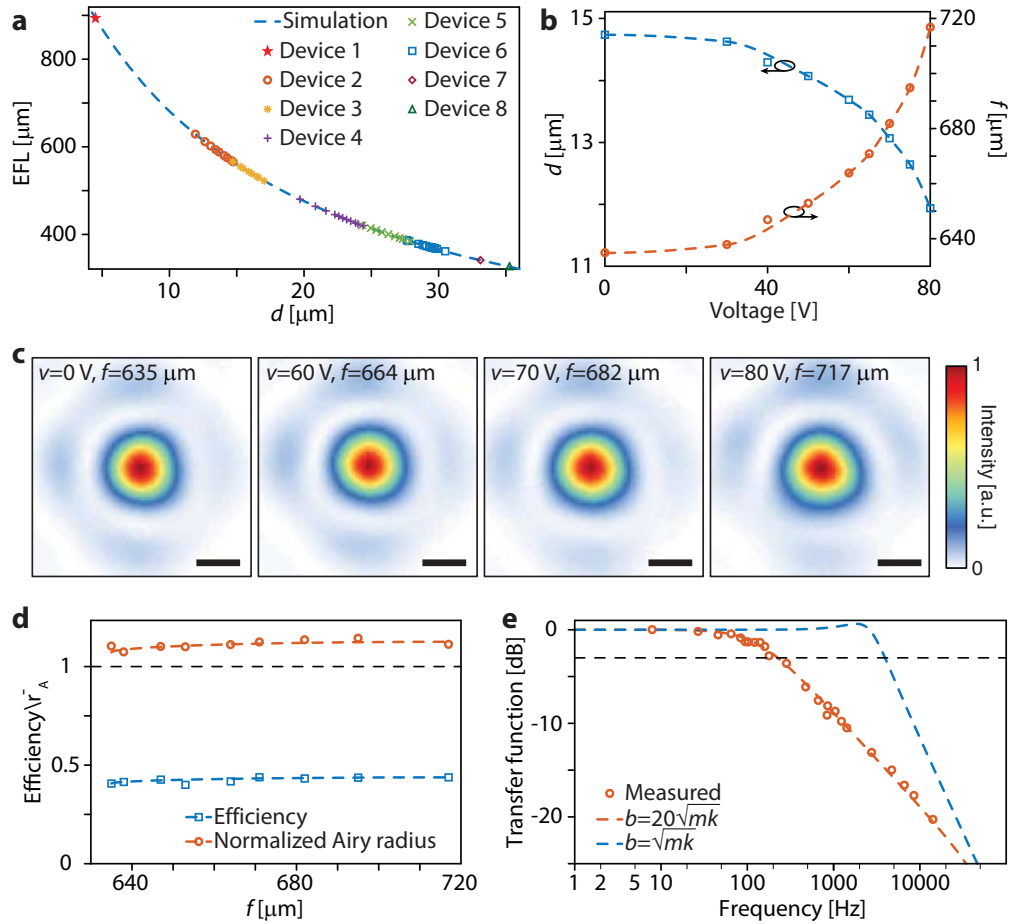 a
EFL [μm]
800
600
400
10
20
30
d [μm]
Simulation
Device 1
Device 2
Device 3
Device 4
Device 5
Device 6
Device 7
Device 8
b
d [μm]
15
13
11
0
40
60
80
Voltage [V]
f [μm]
720
680
640
c
v=0 V, f=635 μm
v=60 V, f=664 μm
v=70 V, f=682 μm
v=80 V, f=717 μm
1
Intensity [a.u.]
0
d
Efficiency\r̄_A
1
0.5
0
640
680
720
f [μm]
Efficiency
Normalized Airy radius
e
Transfer function [dB]
0
-10
-20
1
2
5
10
100
1000
10000
Frequency [Hz]
Measured
b=20√mk
b=√mk